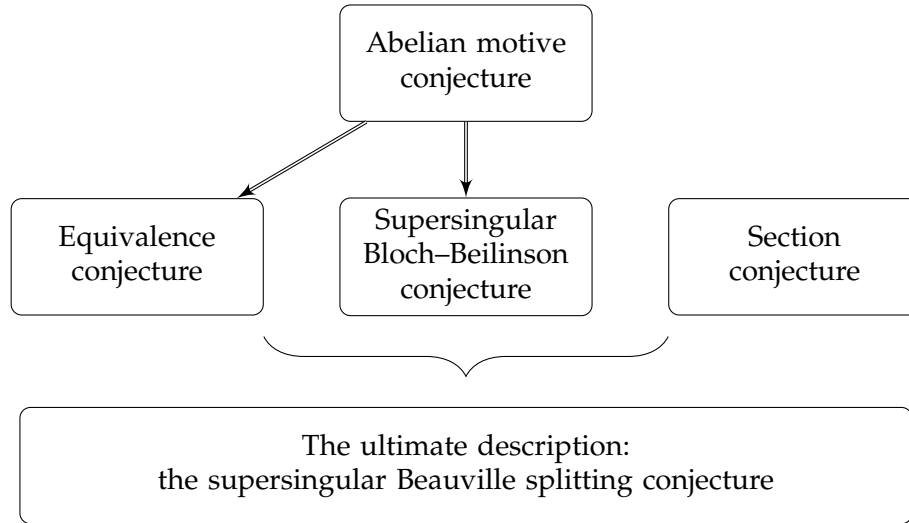 Abelian motive
conjecture
Equivalence
conjecture
Supersingular
Bloch–Beilinson
conjecture
Section
conjecture
The ultimate description:
the supersingular Beauville splitting conjecture